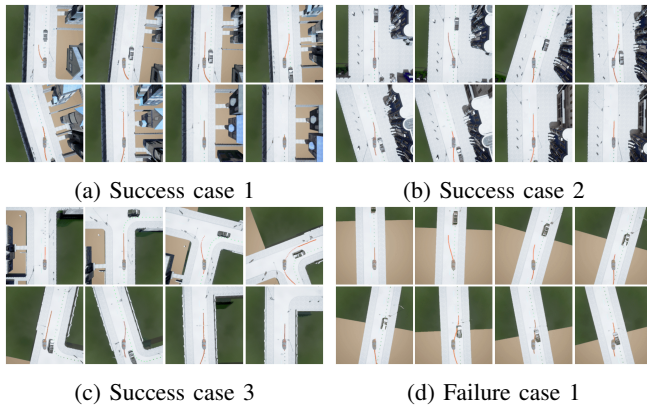 (a) Success case 1
(b) Success case 2
(c) Success case 3
(d) Failure case 1